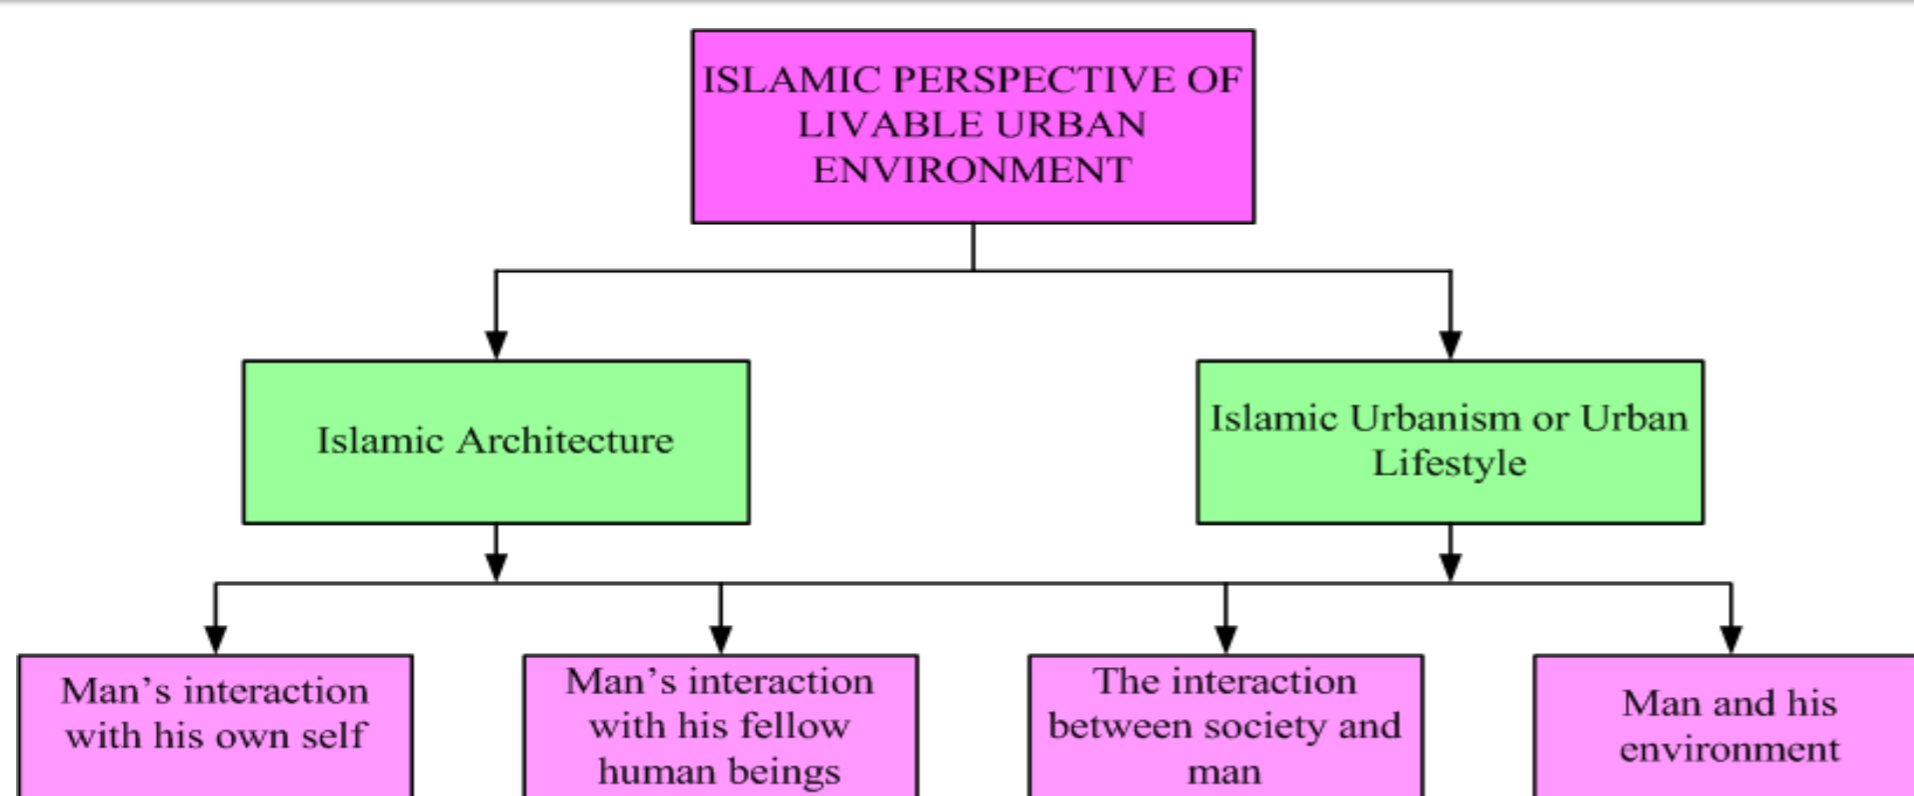 ISLAMIC PERSPECTIVE OF
LIVABLE URBAN
ENVIRONMENT
Islamic Architecture
Islamic Urbanism or Urban
Lifestyle
Man’s interaction
with his own self
Man’s interaction
with his fellow
human beings
The interaction
between society and
man
Man and his
environment